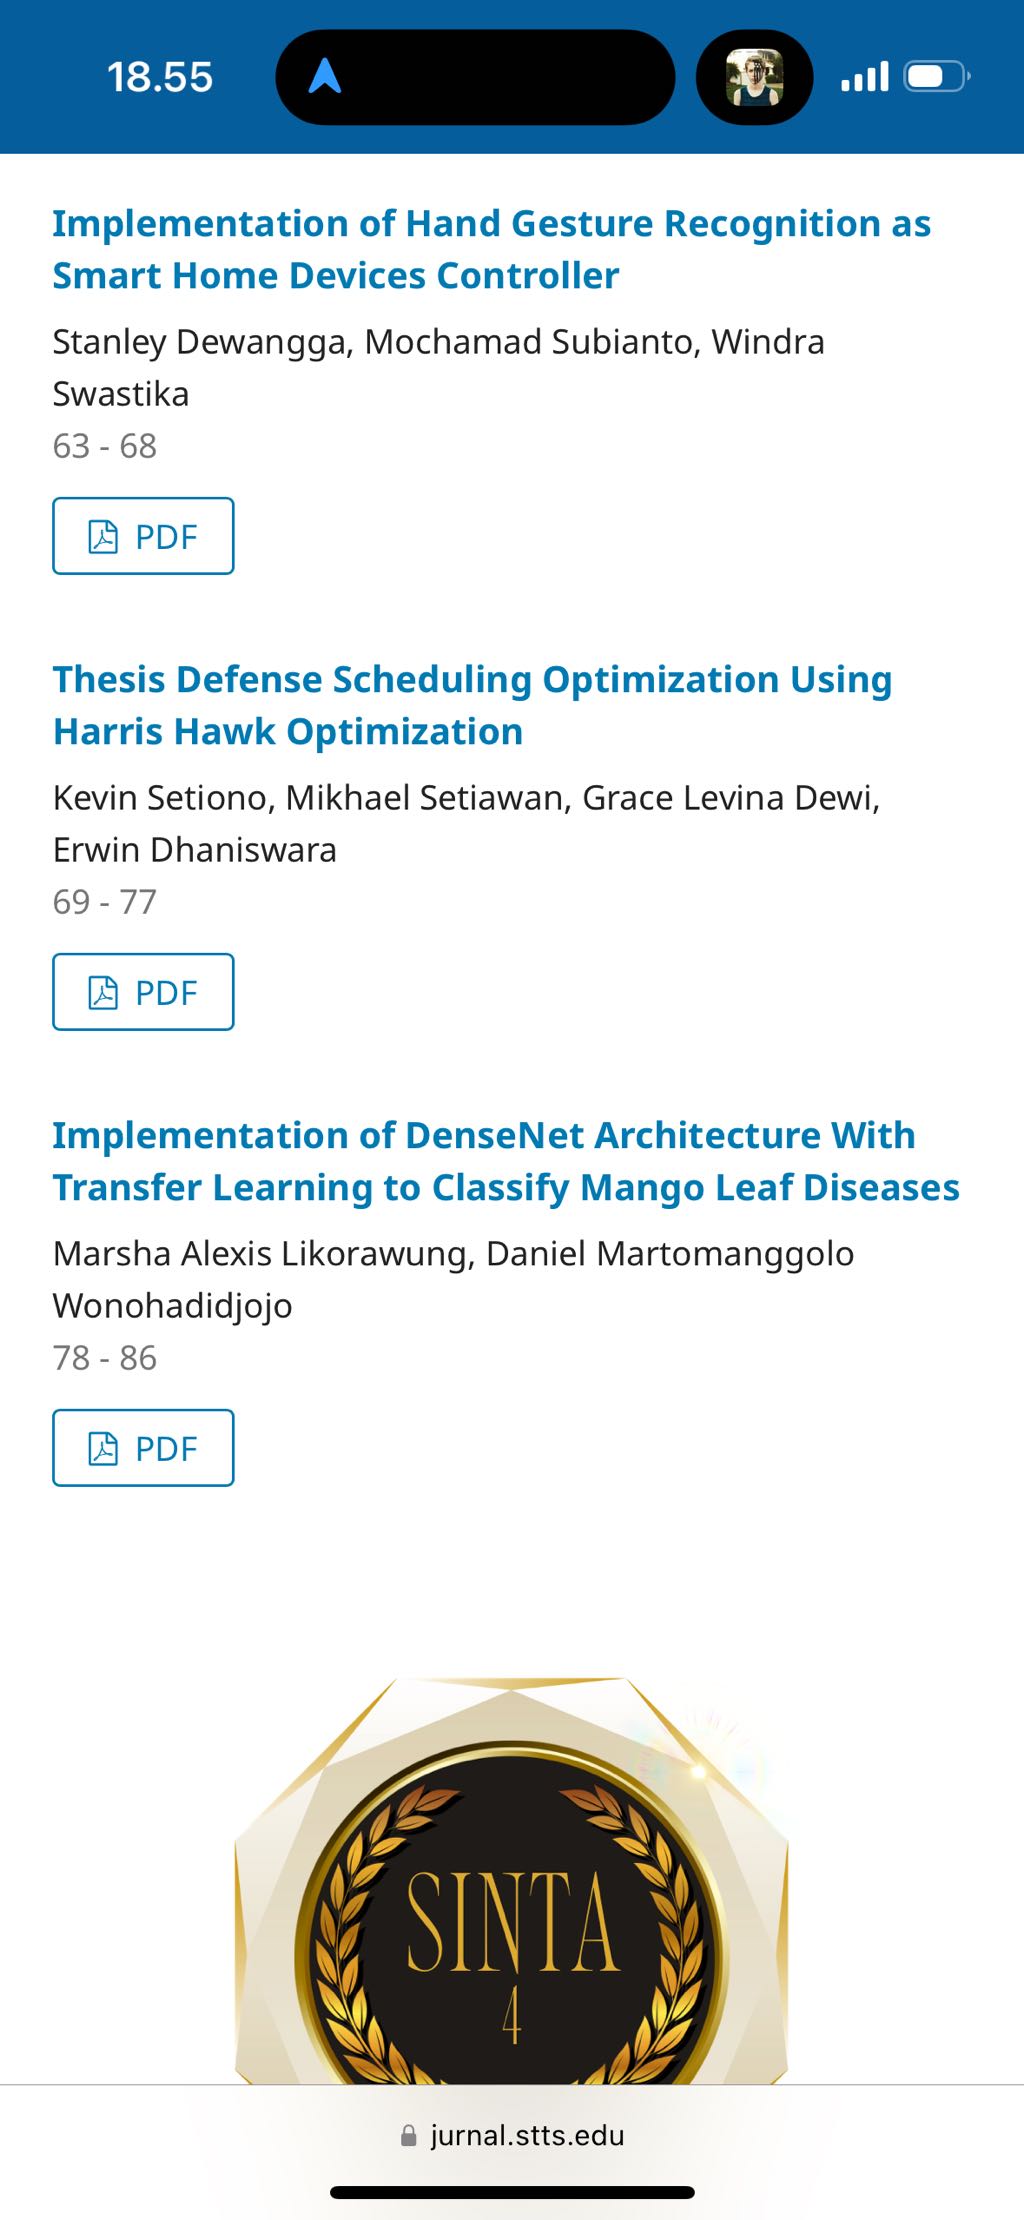 18.55
Implementation of Hand Gesture Recognition as
Smart Home Devices Controller
Stanley Dewangga, Mochamad Subianto, Windra
Swastika
63 - 68
PDF
Thesis Defense Scheduling Optimization Using
Harris Hawk Optimization
Kevin Setiono, Mikhael Setiawan, Grace Levina Dewi,
Erwin Dhaniswara
69 - 77
PDF
Implementation of DenseNet Architecture With
Transfer Learning to Classify Mango Leaf Diseases
Marsha Alexis Likorawung, Daniel Martomanggolo
Wonohadidjojo
78 - 86
PDF
SINTA
4
jurnal.stts.edu